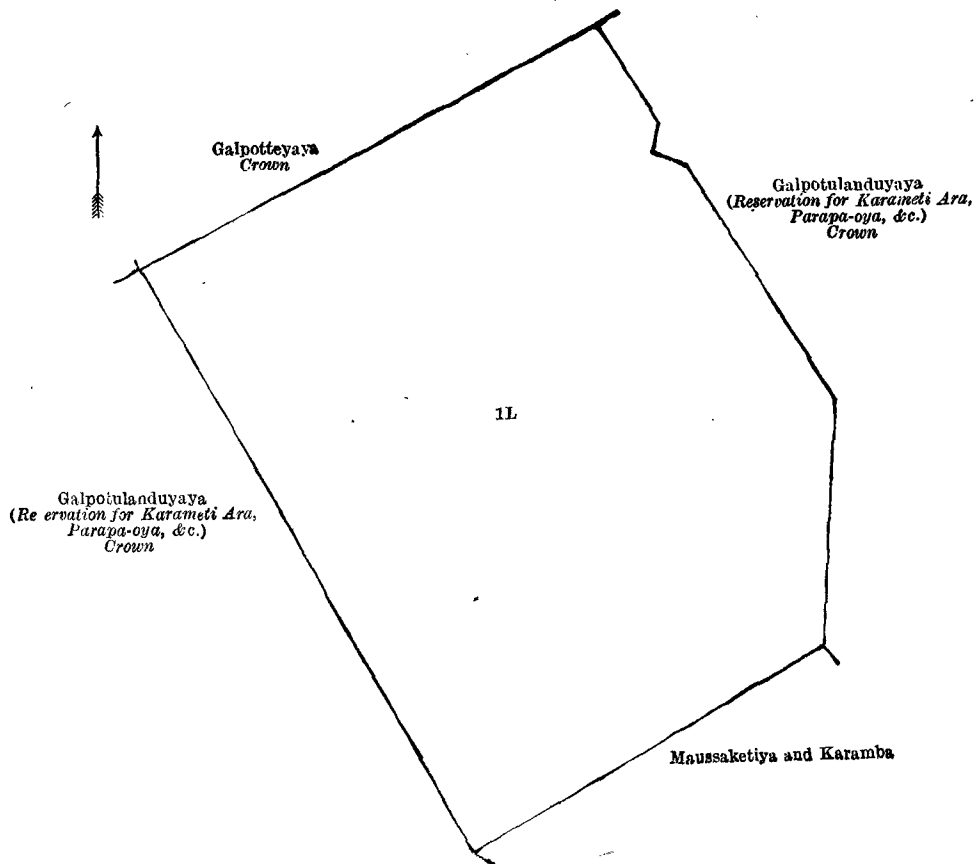 Galpotteyaya
Crown
Galpotulanduyaya
(Reservation for Karameti Ara,
Parapa-oya, &c.)
Crown
1L
Galpotulanduyaya
(Re ervation for Karameti Ara,
Parapa-oya, &c.)
Crown
Maussaketiya and Karamba